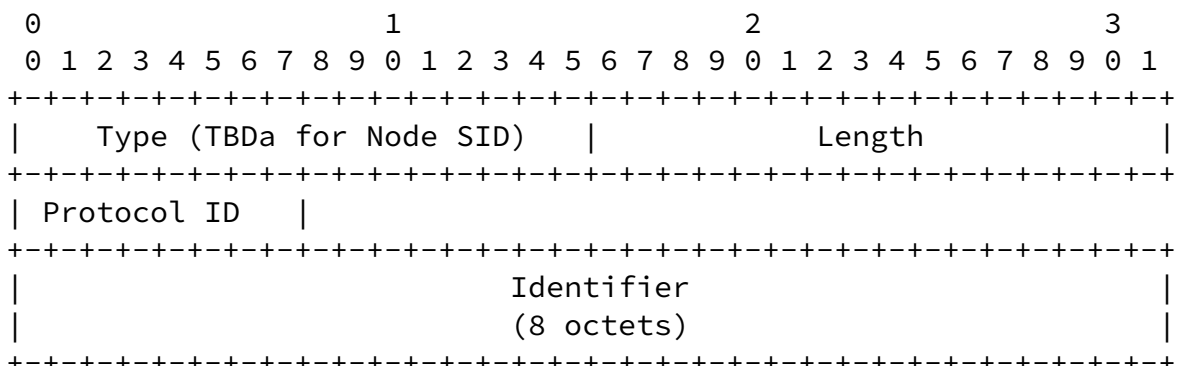 0                   1                   2                   3
 0 1 2 3 4 5 6 7 8 9 0 1 2 3 4 5 6 7 8 9 0 1 2 3 4 5 6 7 8 9 0 1
+-+-+-+-+-+-+-+-+-+-+-+-+-+-+-+-+-+-+-+-+-+-+-+-+-+-+-+-+-+-+-+-+
|    Type (TBDa for Node SID)   |            Length             |
+-+-+-+-+-+-+-+-+-+-+-+-+-+-+-+-+-+-+-+-+-+-+-+-+-+-+-+-+-+-+-+-+
| Protocol ID   |
+-+-+-+-+-+-+-+-+-+-+-+-+-+-+-+-+-+-+-+-+-+-+-+-+-+-+-+-+-+-+-+-+
|                           Identifier                          |
|                           (8 octets)                          |
+-+-+-+-+-+-+-+-+-+-+-+-+-+-+-+-+-+-+-+-+-+-+-+-+-+-+-+-+-+-+-+-+